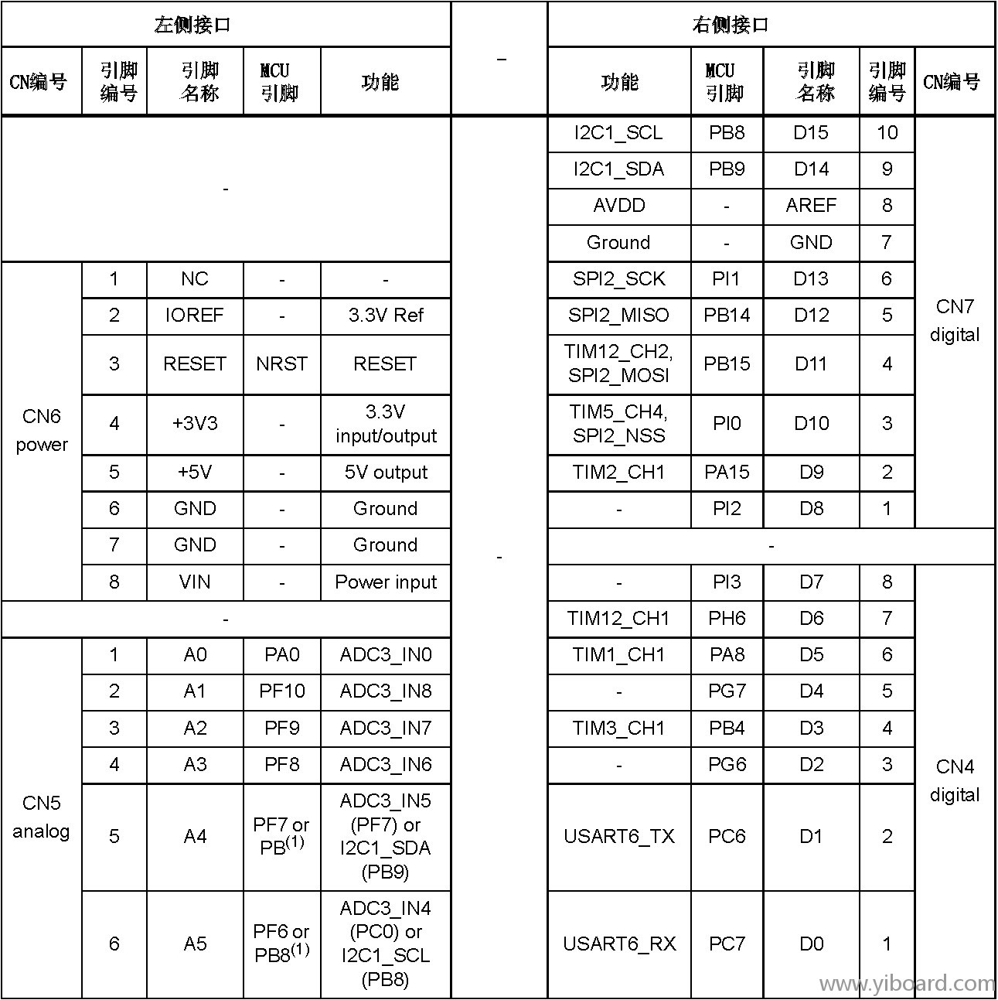 左侧接口 – 右侧接口
CN编号 引脚编号 引脚名称 MCU引脚 功能 功能 MCU引脚 引脚名称 引脚编号 CN编号
- I2C1_SCL PB8 D15 10 CN7 digital
I2C1_SDA PB9 D14 9
AVDD - AREF 8
Ground - GND 7
CN6 power 1 NC - - SPI2_SCK PI1 D13 6
2 IOREF - 3.3V Ref SPI2_MISO PB14 D12 5
3 RESET NRST RESET TIM12_CH2, SPI2_MOSI PB15 D11 4
4 +3V3 - 3.3V input/output TIM5_CH4, SPI2_NSS PI0 D10 3
5 +5V - 5V output TIM2_CH1 PA15 D9 2
6 GND - Ground - PI2 D8 1
7 GND - Ground - -
8 VIN - Power input - PI3 D7 8 CN4 digital
- TIM12_CH1 PH6 D6 7
CN5 analog 1 A0 PA0 ADC3_IN0 TIM1_CH1 PA8 D5 6
2 A1 PF10 ADC3_IN8 - PG7 D4 5
3 A2 PF9 ADC3_IN7 TIM3_CH1 PB4 D3 4
4 A3 PF8 ADC3_IN6 - PG6 D2 3
5 A4 PF7 or PB(1) ADC3_IN5 (PF7) or I2C1_SDA (PB9) USART6_TX PC6 D1 2
6 A5 PF6 or PB8(1) ADC3_IN4 (PC0) or I2C1_SCL (PB8) USART6_RX PC7 D0 1
www.yiboard.com